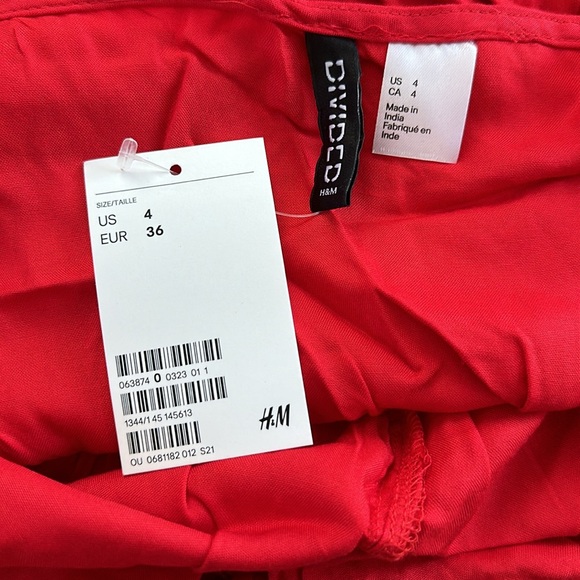 DIVIDED
H&M
US 4
CA 4
Made in
India
Fabriqué en
Inde
SIZE/TAILLE
US 4
EUR 36
063874 0 0323 01 1
1344/1 45 145613
OU 0681182 012 S21
H&M